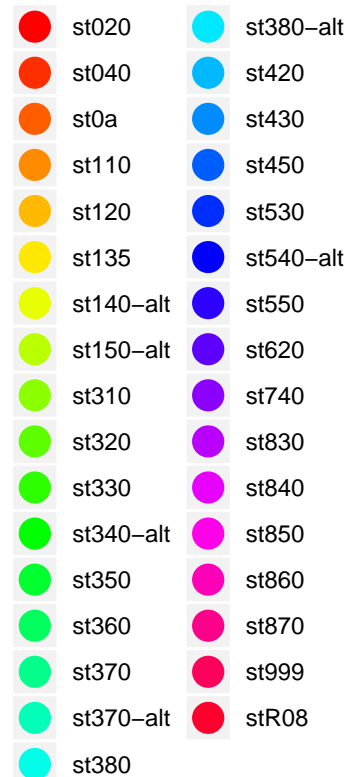 st020
st040
st0a
st110
st120
st135
st140−alt
st150−alt
st310
st320
st330
st340−alt
st350
st360
st370
st370−alt
st380
st380−alt
st420
st430
st450
st530
st540−alt
st550
st620
st740
st830
st840
st850
st860
st870
st999
stR08